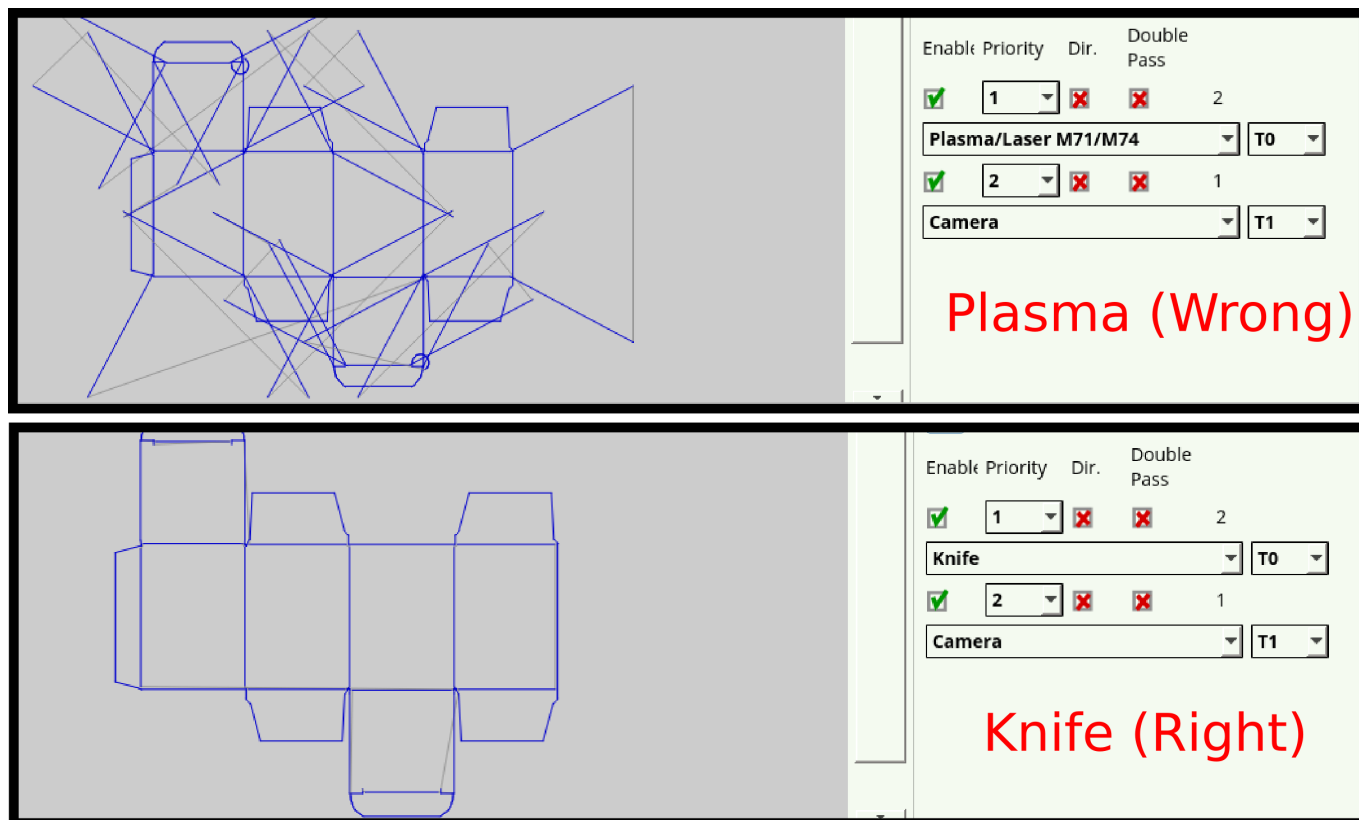 Enable Priority Dir. Double
Pass
1 2
Plasma/Laser M71/M74 T0
2 1
Camera T1
Plasma (Wrong)
Enable Priority Dir. Double
Pass
1 2
Knife T0
2 1
Camera T1
Knife (Right)